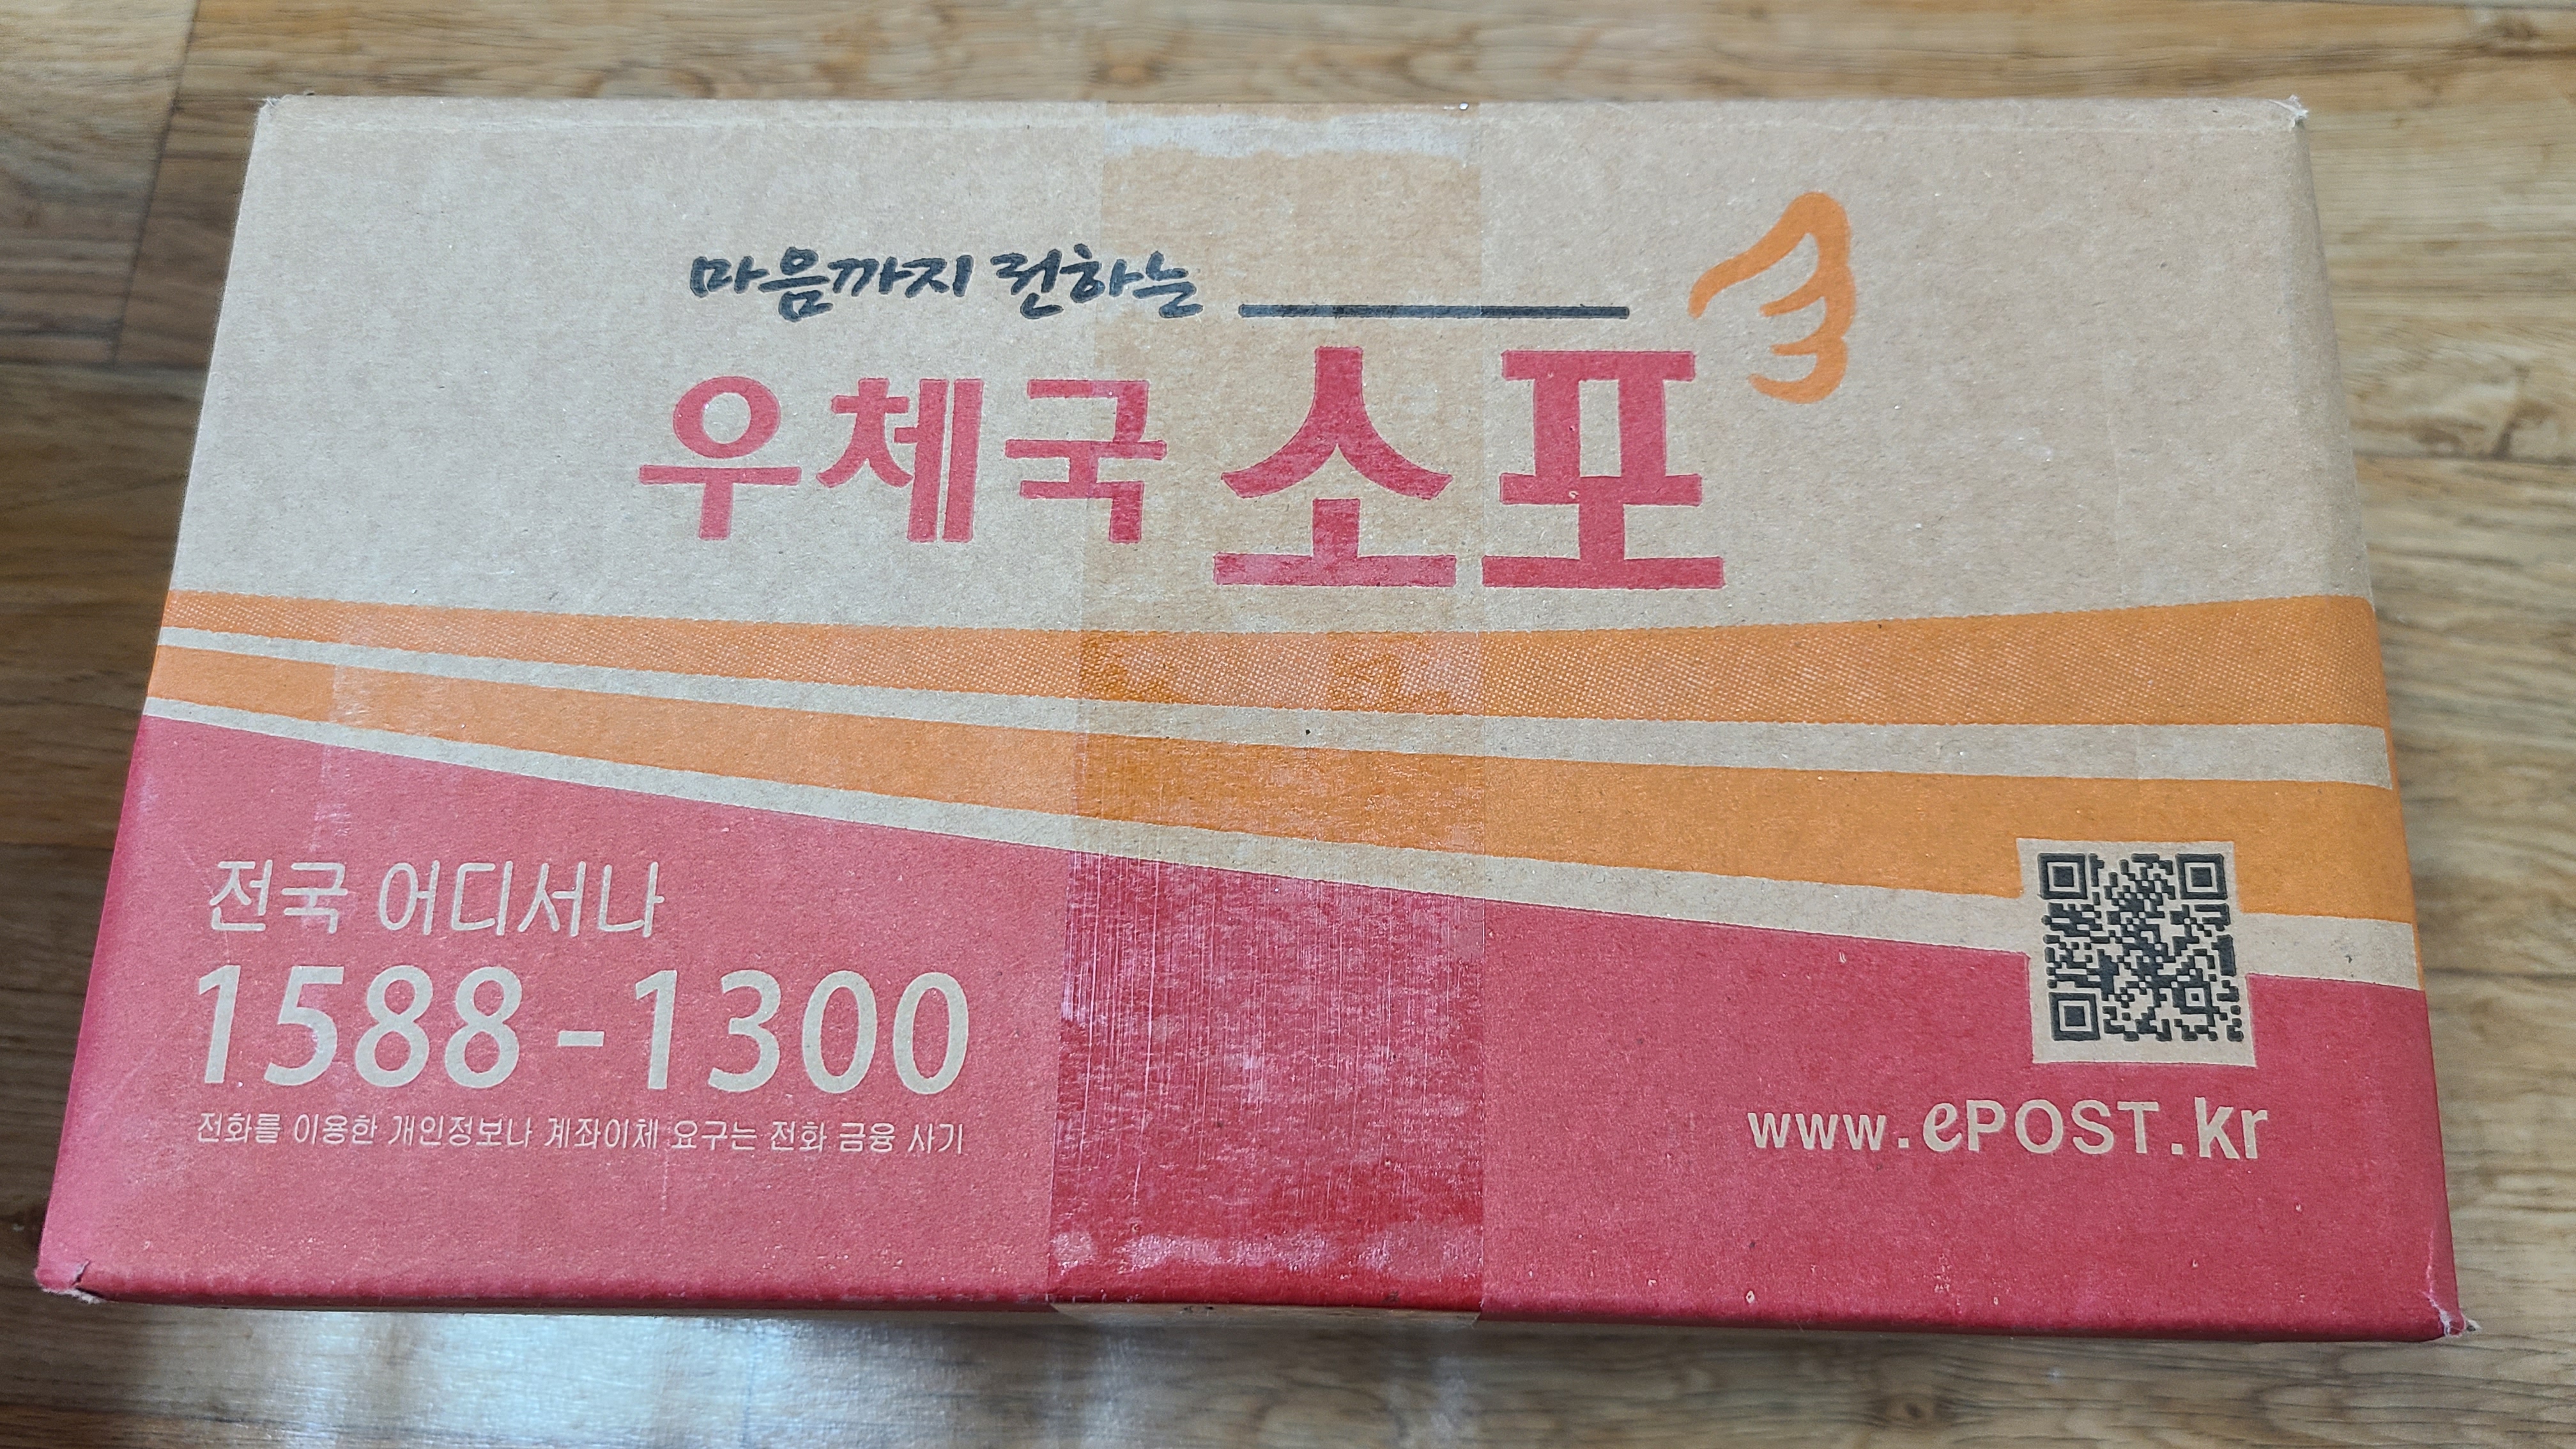 마음까지 전하는
우체국 소포
전국 어디서나
1588-1300
전화를 이용한 개인정보나 계좌이체 요구는 전화 금융 사기
www.ePOST.kr